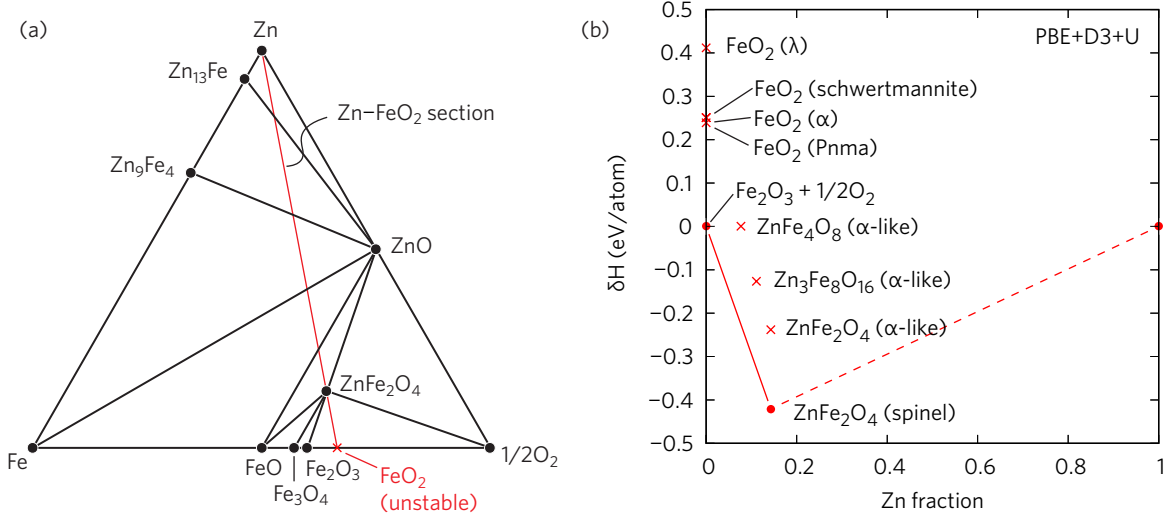 (a)
Zn
Zn₁₃Fe
Zn−FeO₂ section
Zn₉Fe₄
ZnO
ZnFe₂O₄
Fe
FeO
Fe₃O₄
Fe₂O₃
FeO₂
(unstable)
1/2O₂
(b)
PBE+D3+U
0.5
0.4
0.3
0.2
0.1
0
−0.1
−0.2
−0.3
−0.4
−0.5
δH (eV/atom)
FeO₂ (λ)
FeO₂ (schwertmannite)
FeO₂ (α)
FeO₂ (Pnma)
Fe₂O₃ + 1/2O₂
ZnFe₄O₈ (α-like)
Zn₃Fe₈O₁₆ (α-like)
ZnFe₂O₄ (α-like)
ZnFe₂O₄ (spinel)
0 0.2 0.4 0.6 0.8 1
Zn fraction